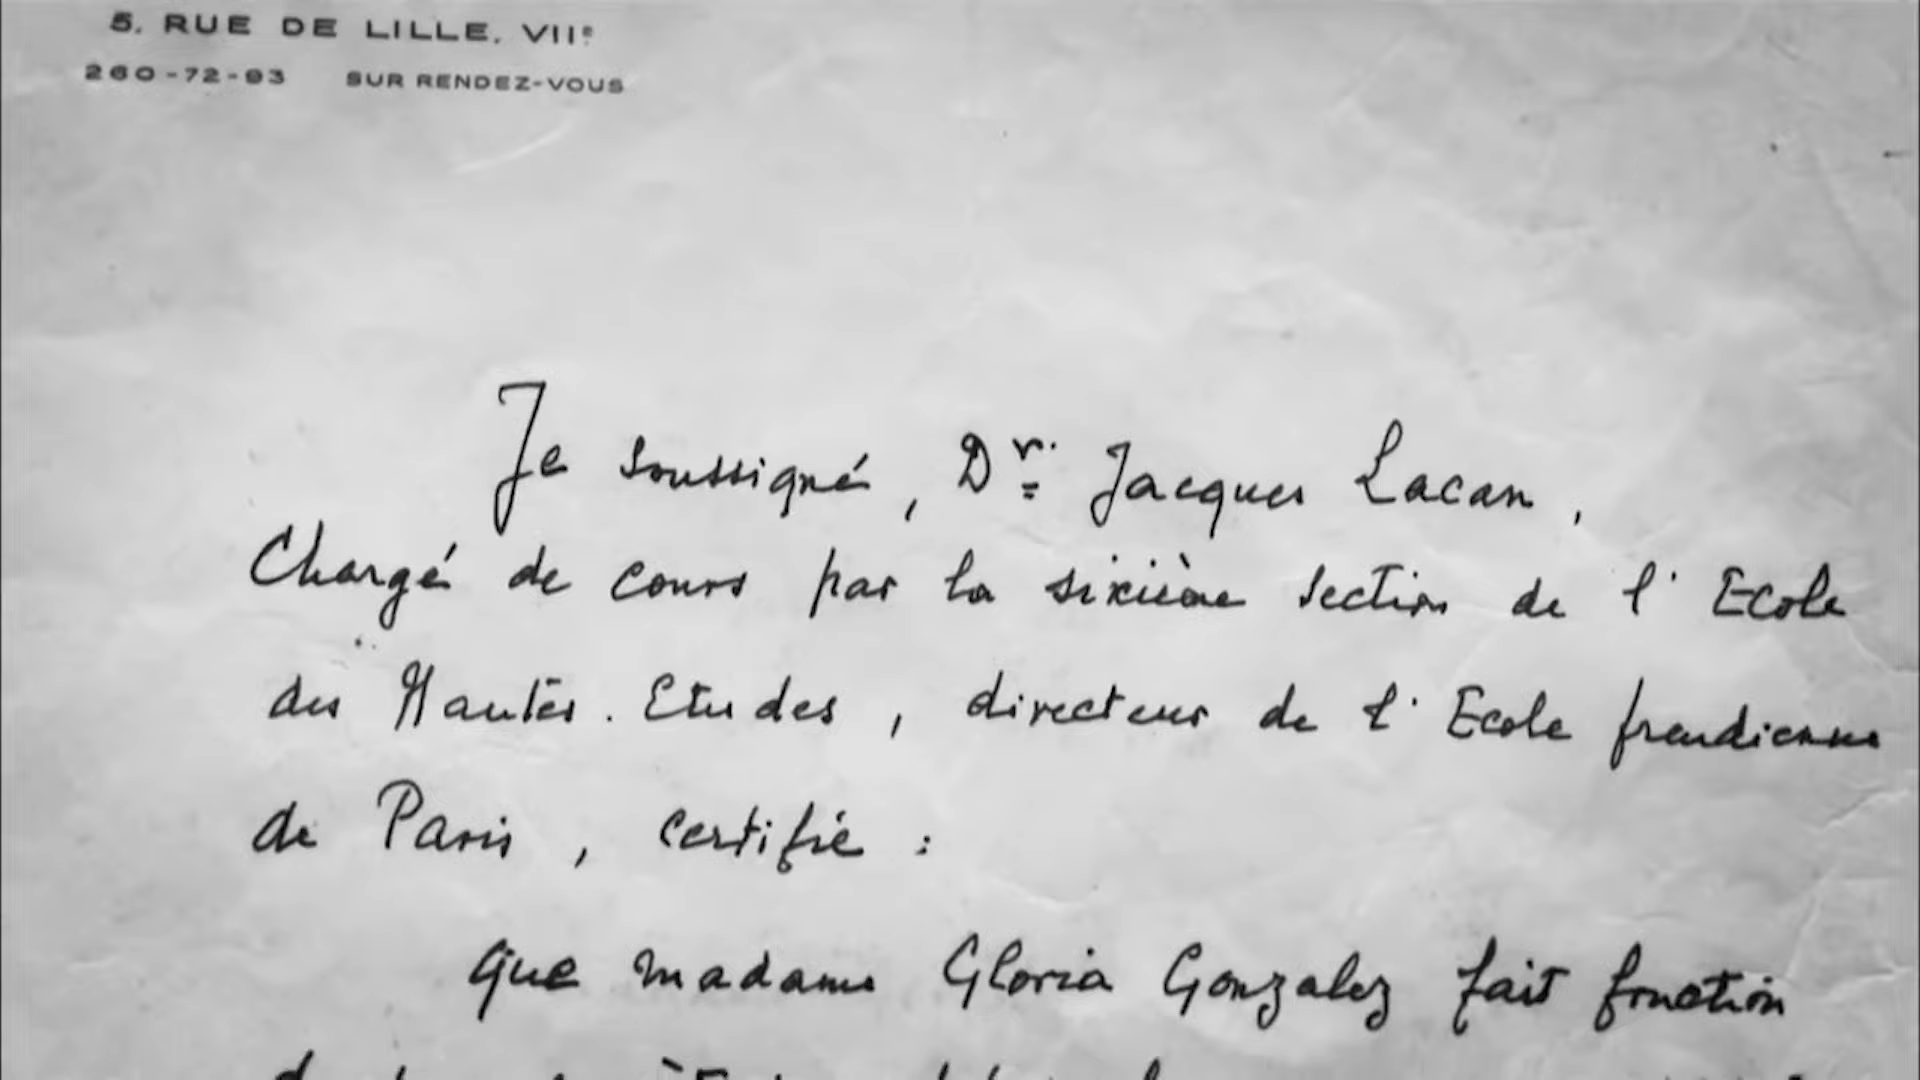 5. RUE DE LILLE. VIIe
260-72-93 SUR RENDEZ-VOUS
Je soussigné, Dr. Jacques Lacan,
Chargé de cours par la sixième section de l'Ecole
des Hautes. Etudes, directeur de l'Ecole freudienne
de Paris, certifie :
que madame Gloria Gonzalez fait fonction